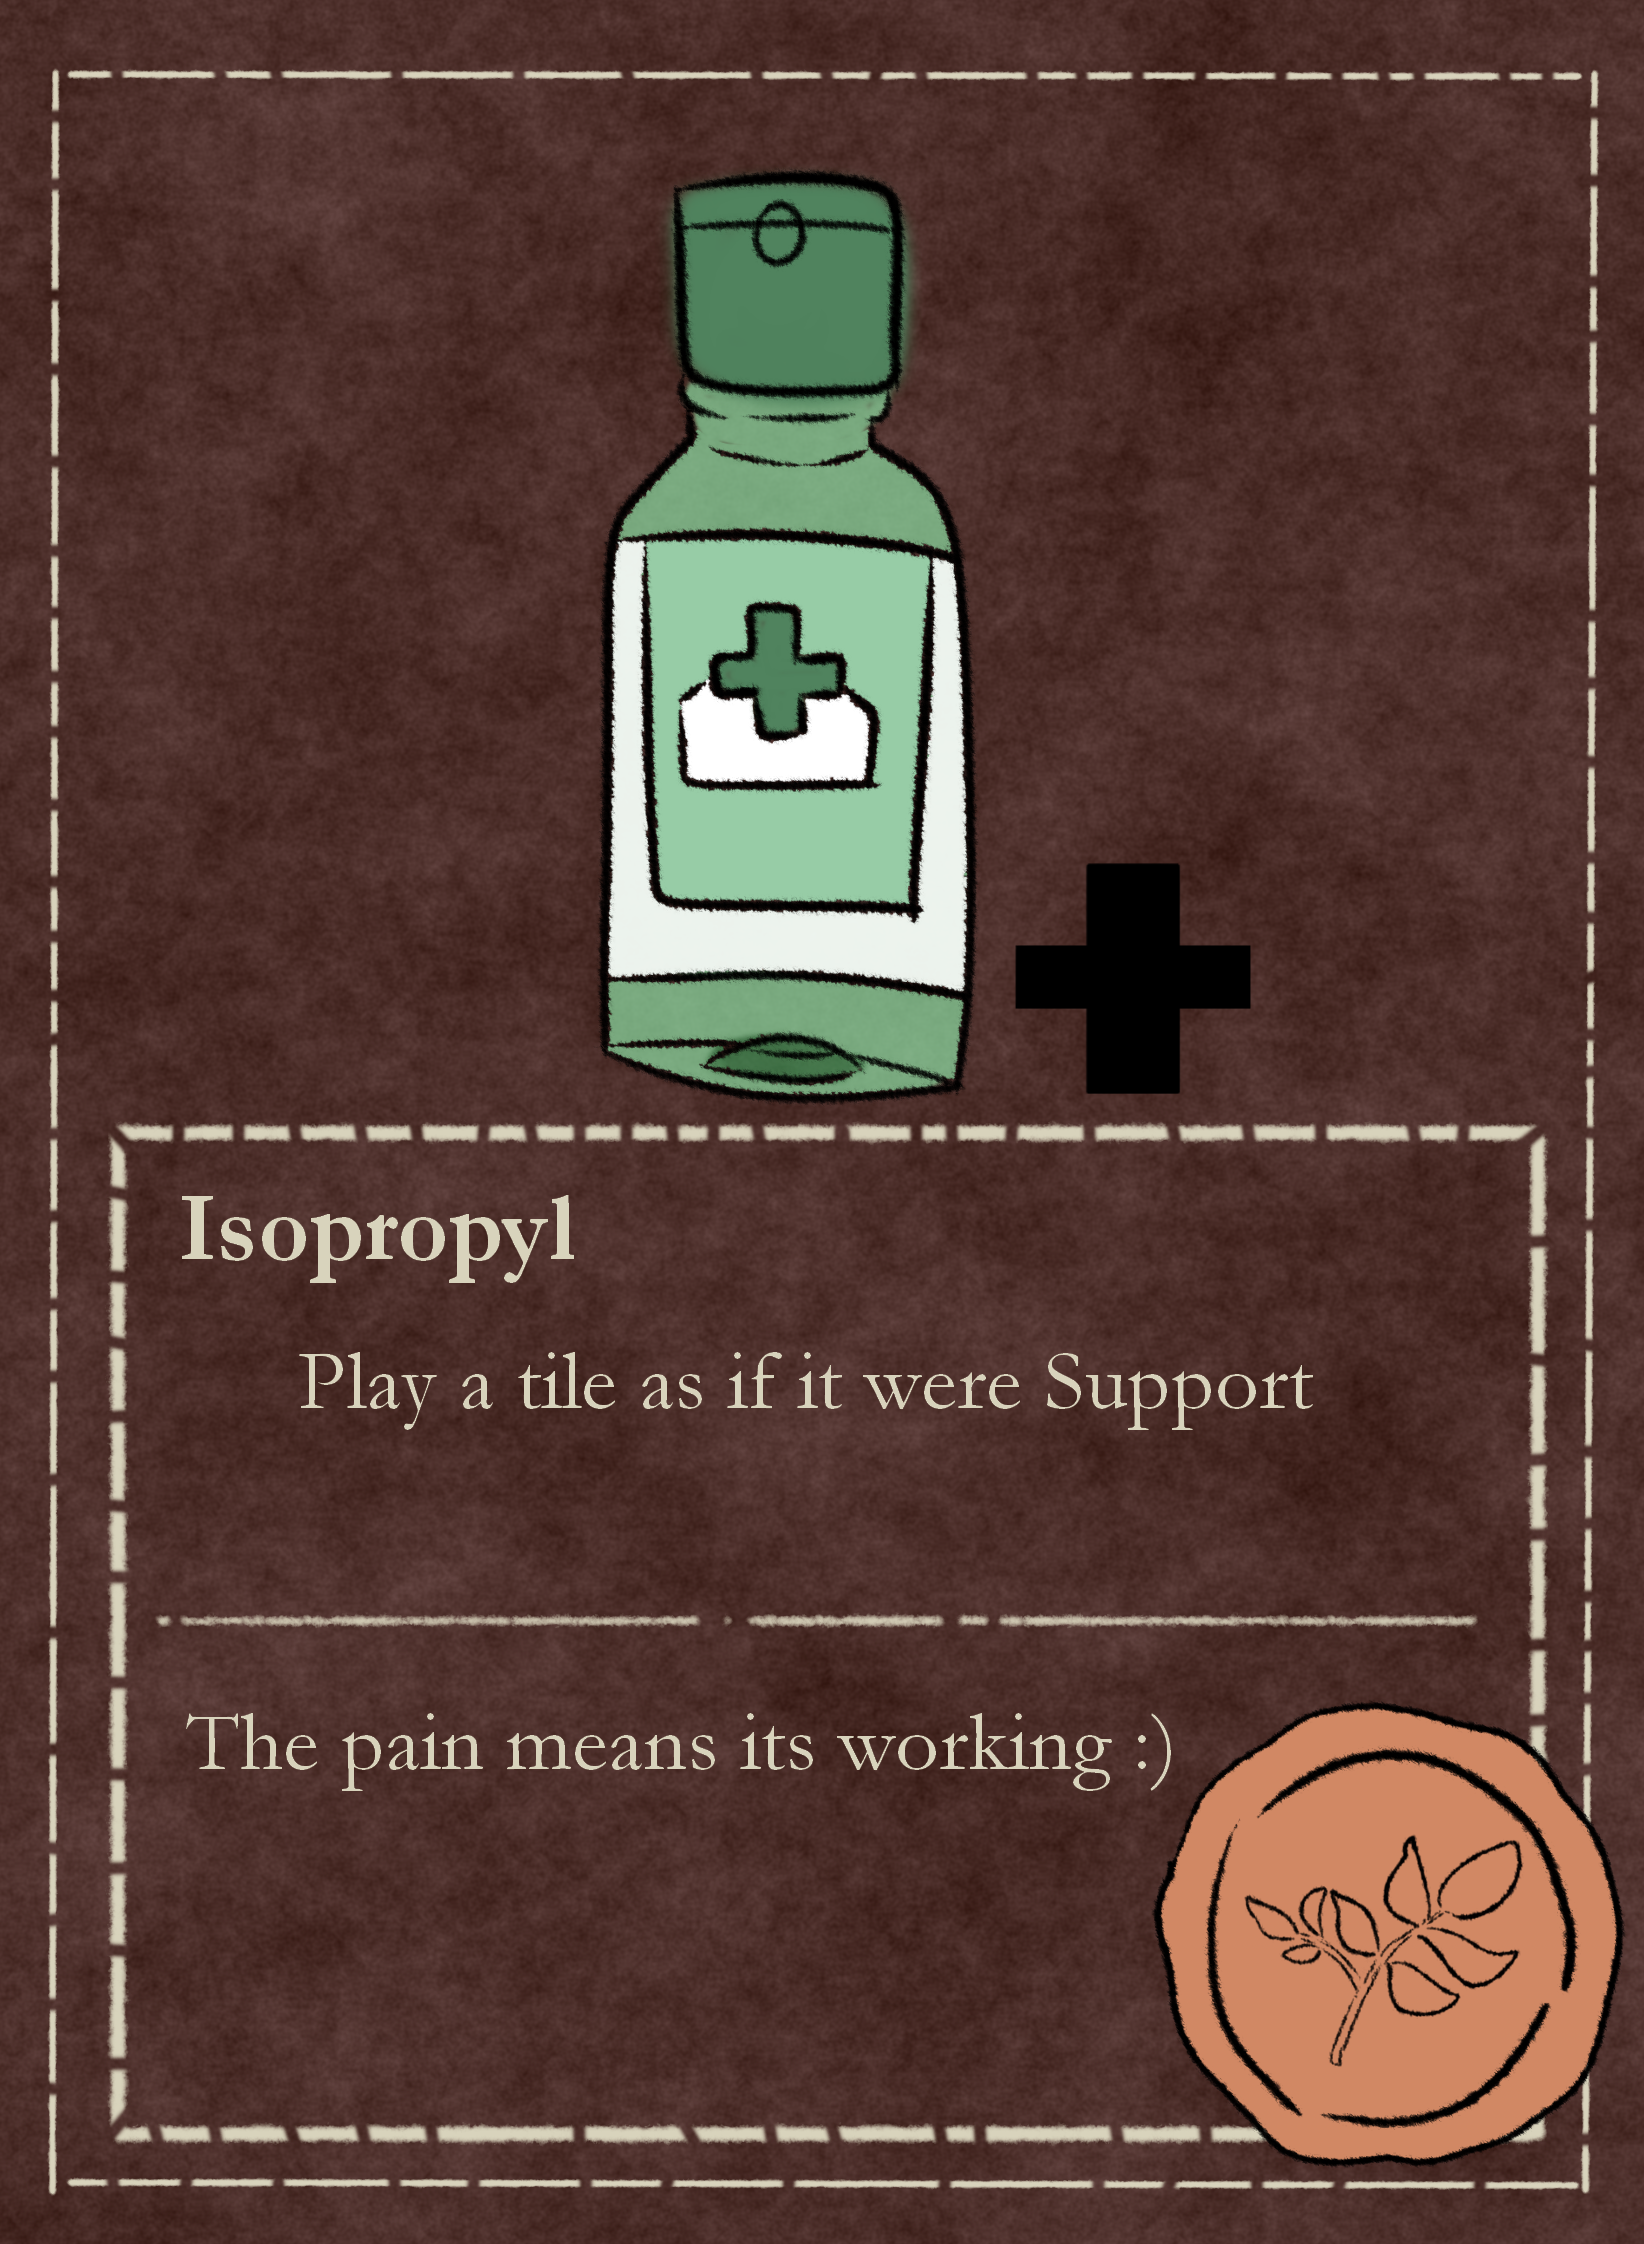 Isopropyl
Play a tile as if it were Support
The pain means its working :)